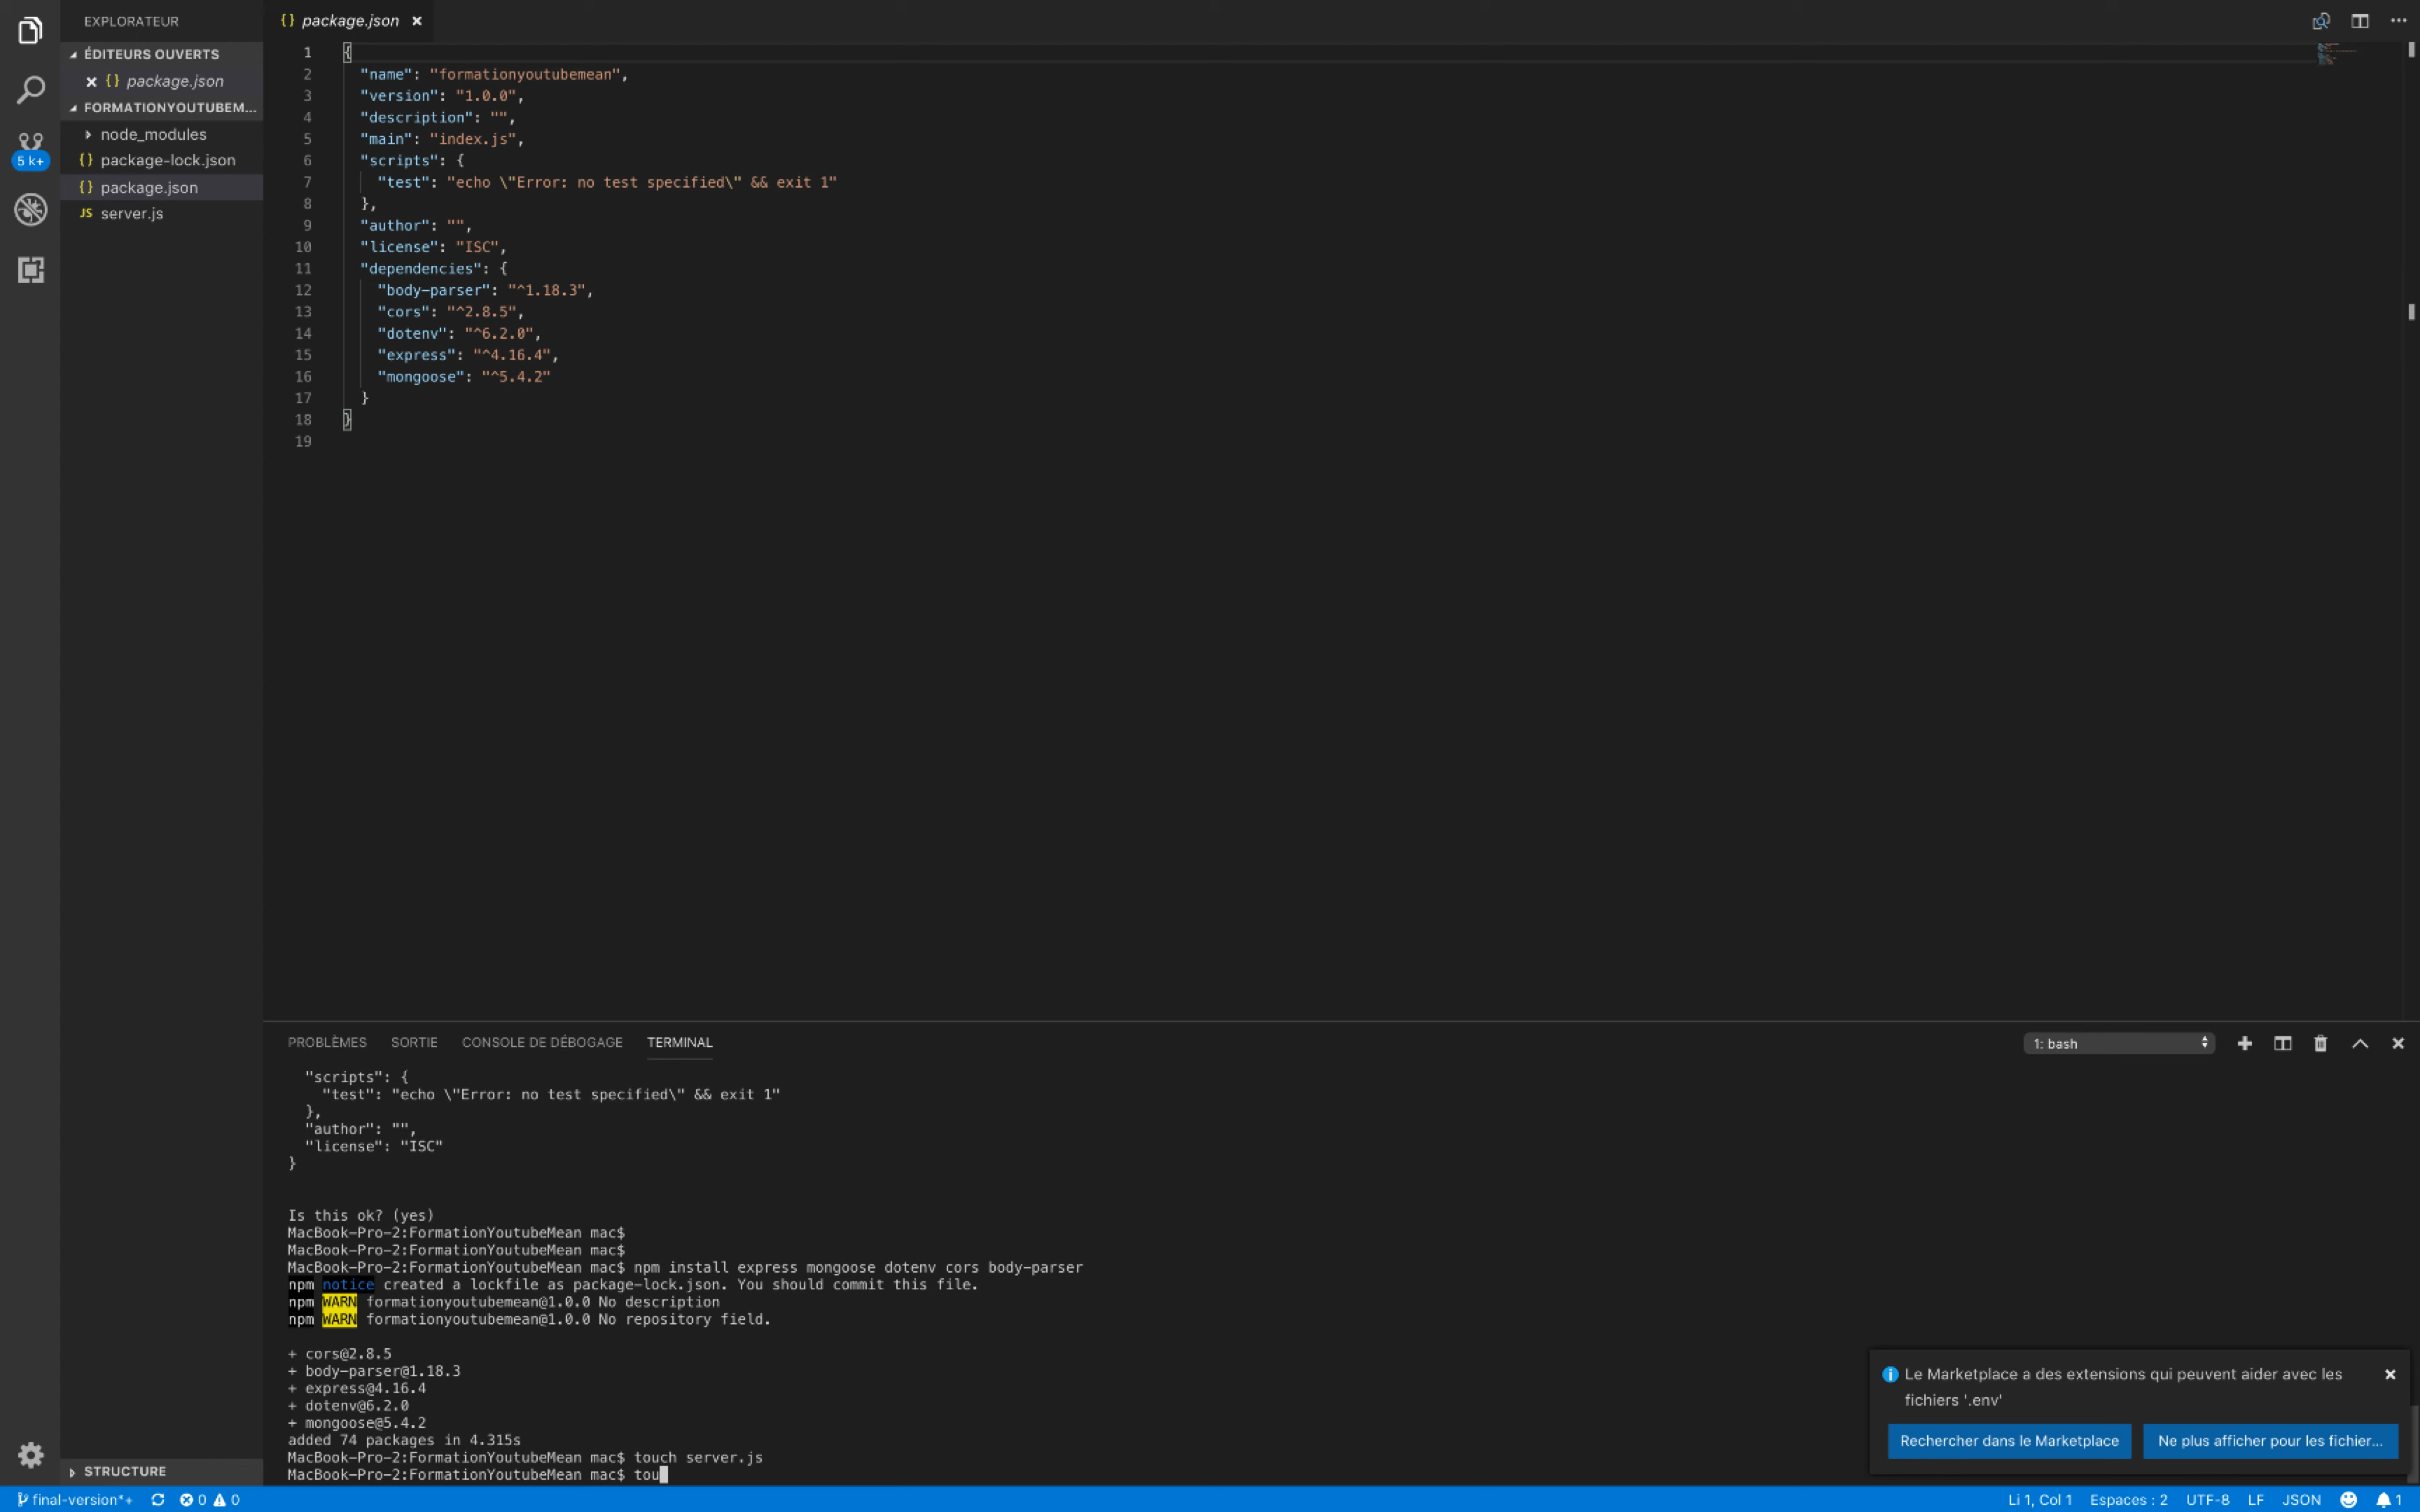 EXPLORATEUR
ÉDITEURS OUVERTS
{} package.json
FORMATIONYOUTUBEM...
node_modules
{} package-lock.json
{} package.json
JS server.js
5 k+
STRUCTURE
{} package.json
1 {
2 "name": "formationyoutubemean",
3 "version": "1.0.0",
4 "description": "",
5 "main": "index.js",
6 "scripts": {
7 "test": "echo \"Error: no test specified\" && exit 1"
8 },
9 "author": "",
10 "license": "ISC",
11 "dependencies": {
12 "body-parser": "^1.18.3",
13 "cors": "^2.8.5",
14 "dotenv": "^6.2.0",
15 "express": "^4.16.4",
16 "mongoose": "^5.4.2"
17 }
18 }
19
PROBLÈMES SORTIE CONSOLE DE DÉBOGAGE TERMINAL 1: bash
"scripts": {
"test": "echo \"Error: no test specified\" && exit 1"
},
"author": "",
"license": "ISC"
}
Is this ok? (yes)
MacBook-Pro-2:FormationYoutubeMean mac$
MacBook-Pro-2:FormationYoutubeMean mac$
MacBook-Pro-2:FormationYoutubeMean mac$ npm install express mongoose dotenv cors body-parser
npm notice created a lockfile as package-lock.json. You should commit this file.
npm WARN formationyoutubemean@1.0.0 No description
npm WARN formationyoutubemean@1.0.0 No repository field.
+ cors@2.8.5
+ body-parser@1.18.3
+ express@4.16.4
+ dotenv@6.2.0
+ mongoose@5.4.2
added 74 packages in 4.315s
MacBook-Pro-2:FormationYoutubeMean mac$ touch server.js
MacBook-Pro-2:FormationYoutubeMean mac$ tou
Le Marketplace a des extensions qui peuvent aider avec les
fichiers '.env'
Rechercher dans le Marketplace Ne plus afficher pour les fichier...
final-version*+ 0 0 Li 1, Col 1 Espaces : 2 UTF-8 LF JSON 1